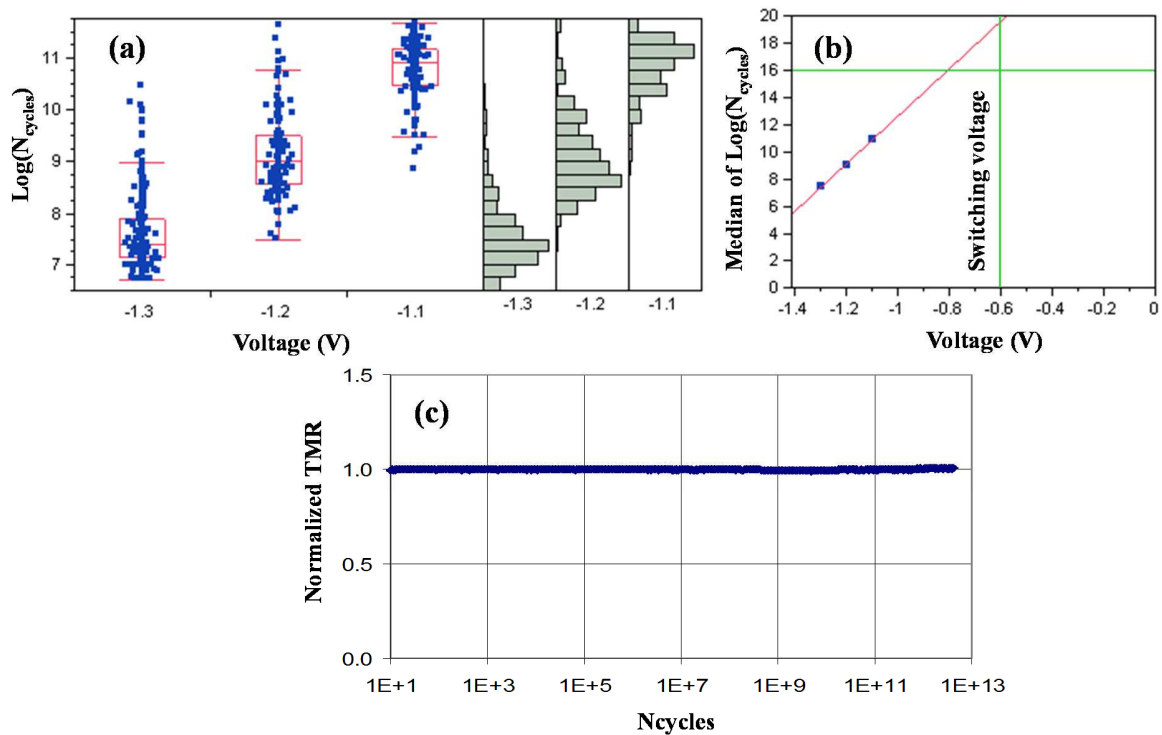 (a)
Log(Ncycles)
11
10
9
8
7
-1.3
-1.2
-1.1
-1.3
-1.2
-1.1
Voltage (V)
(b)
Median of Log(Ncycles)
20
18
16
14
12
10
8
6
4
2
0
Switching voltage
-1.4
-1.2
-1
-0.8
-0.6
-0.4
-0.2
0
Voltage (V)
(c)
Normalized TMR
1.5
1.0
0.5
0.0
1E+1
1E+3
1E+5
1E+7
1E+9
1E+11
1E+13
Ncycles